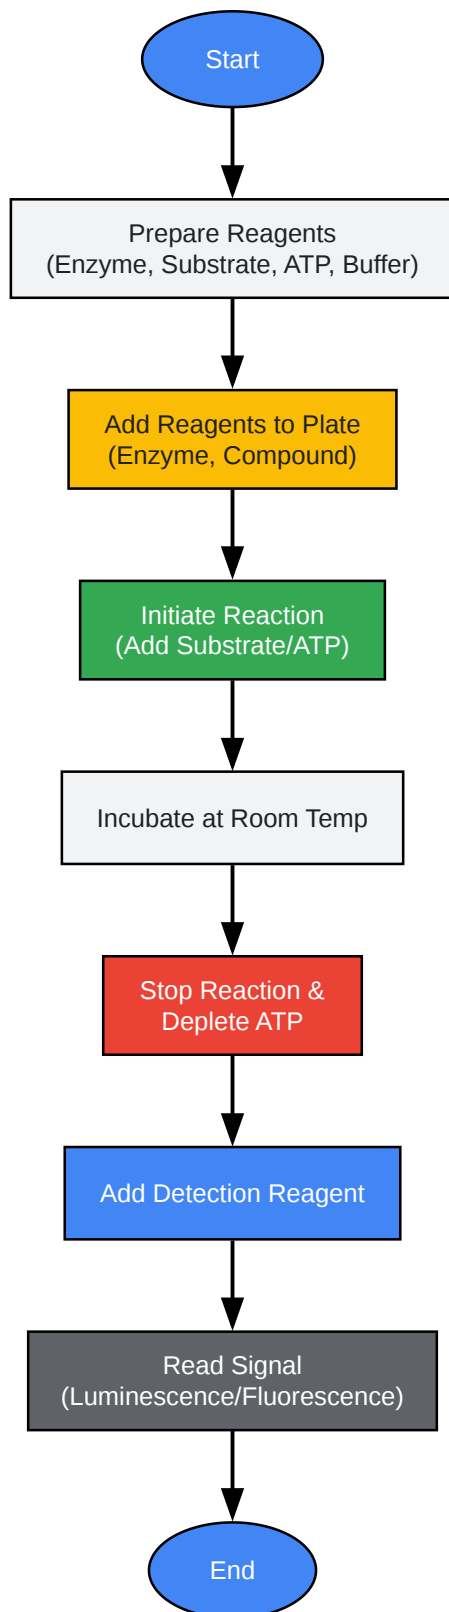 Start
Prepare Reagents
(Enzyme, Substrate, ATP, Buffer)
Add Reagents to Plate
(Enzyme, Compound)
Initiate Reaction
(Add Substrate/ATP)
Incubate at Room Temp
Stop Reaction &
Deplete ATP
Add Detection Reagent
Read Signal
(Luminescence/Fluorescence)
End